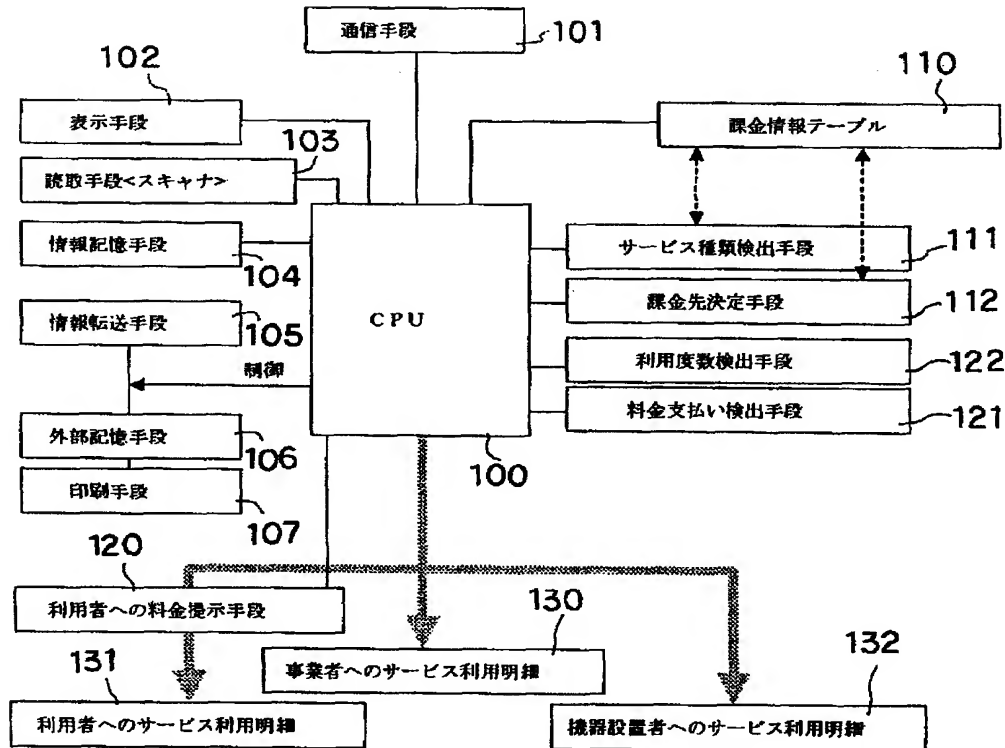 通信手段
101
102
110
表示手段
課金情報テーブル
103
読取手段<スキャナ>
情報記憶手段
104
サービス種類検出手段
111
情報転送手段
105
CPU
課金先決定手段
112
制御
利用度数検出手段
122
外部記憶手段
106
料金支払い検出手段
121
100
印刷手段
107
120
利用者への料金提示手段
130
131
事業者へのサービス利用明細
132
利用者へのサービス利用明細
機器設置者へのサービス利用明細